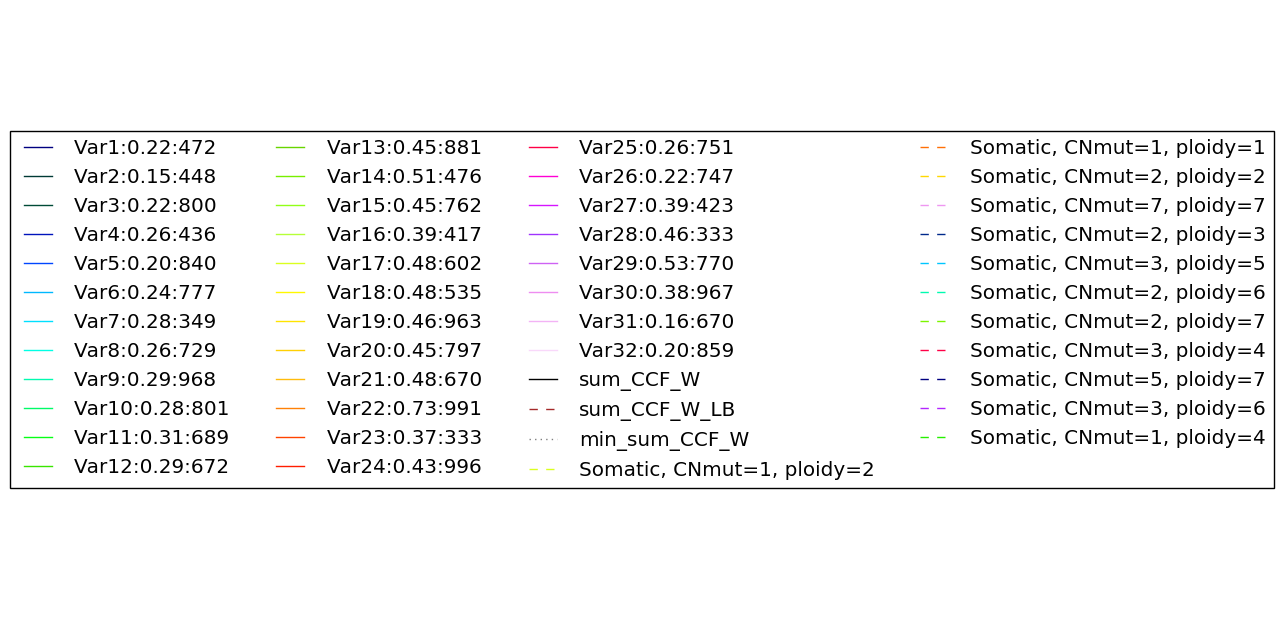 Var1:0.22:472
Var2:0.15:448
Var3:0.22:800
Var4:0.26:436
Var5:0.20:840
Var6:0.24:777
Var7:0.28:349
Var8:0.26:729
Var9:0.29:968
Var10:0.28:801
Var11:0.31:689
Var12:0.29:672
Var13:0.45:881
Var14:0.51:476
Var15:0.45:762
Var16:0.39:417
Var17:0.48:602
Var18:0.48:535
Var19:0.46:963
Var20:0.45:797
Var21:0.48:670
Var22:0.73:991
Var23:0.37:333
Var24:0.43:996
Var25:0.26:751
Var26:0.22:747
Var27:0.39:423
Var28:0.46:333
Var29:0.53:770
Var30:0.38:967
Var31:0.16:670
Var32:0.20:859
sum_CCF_W
sum_CCF_W_LB
min_sum_CCF_W
Somatic, CNmut=1, ploidy=2
Somatic, CNmut=1, ploidy=1
Somatic, CNmut=2, ploidy=2
Somatic, CNmut=7, ploidy=7
Somatic, CNmut=2, ploidy=3
Somatic, CNmut=3, ploidy=5
Somatic, CNmut=2, ploidy=6
Somatic, CNmut=2, ploidy=7
Somatic, CNmut=3, ploidy=4
Somatic, CNmut=5, ploidy=7
Somatic, CNmut=3, ploidy=6
Somatic, CNmut=1, ploidy=4